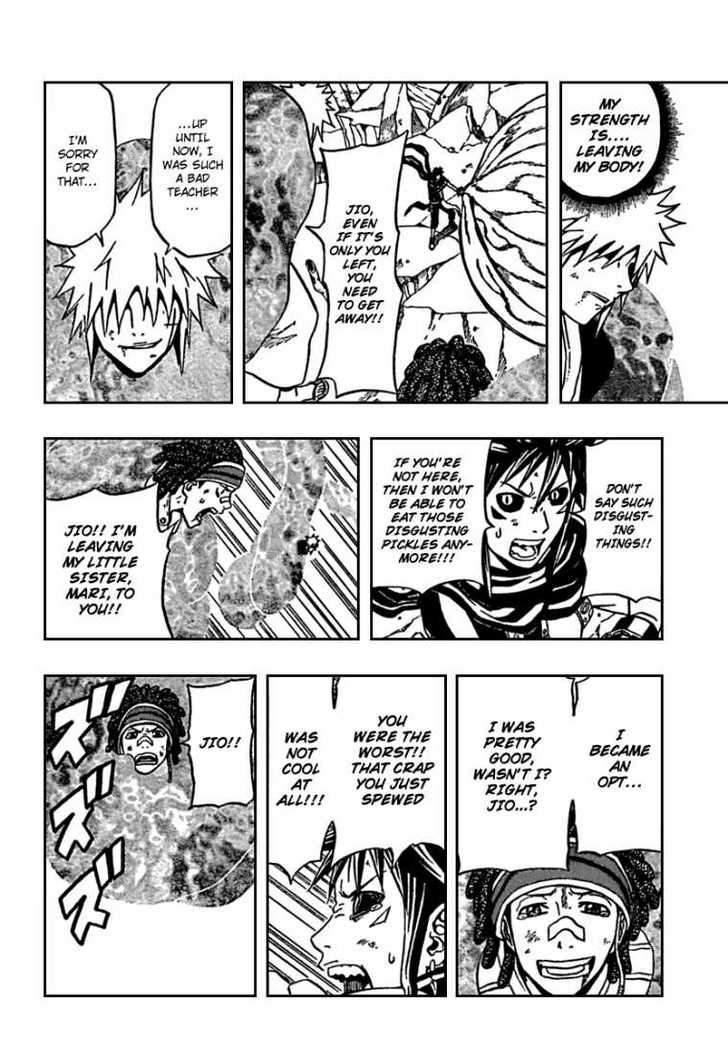 MY
STRENGTH
IS....
LEAVING
MY BODY!
JIO,
EVEN
IF IT'S
ONLY YOU
LEFT,
YOU
NEED
TO GET
AWAY!!
...UP
UNTIL
NOW, I
WAS SUCH
A BAD
TEACHER
...
I'M
SORRY
FOR
THAT...
DON'T
SAY SUCH
DISGUST-
ING
THINGS!!
IF YOU'RE
NOT HERE,
THEN I WON'T
BE ABLE TO
EAT THOSE
DISGUSTING
PICKLES ANY-
MORE!!!
JIO!! I'M
LEAVING
MY LITTLE
SISTER,
MARI, TO
YOU!!
I
BECAME
AN
OPT...
I WAS
PRETTY
GOOD,
WASN'T I?
RIGHT,
JIO...?
YOU
WERE THE
WORST!!
THAT CRAP
YOU JUST
SPEWED
WAS
NOT
COOL
AT
ALL!!!
JIO!!
ズズズ